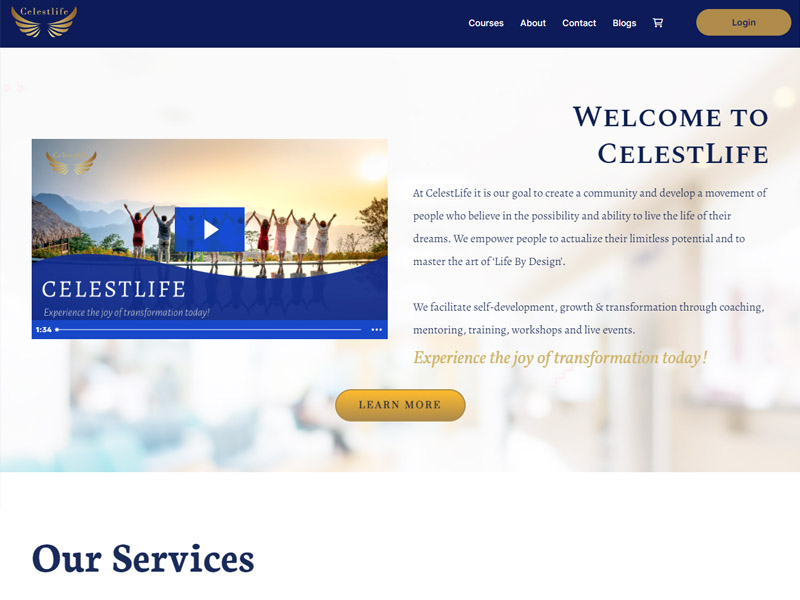 Celestlife
Courses
About
Contact
Blogs
Login
WELCOME TO
CELESTLIFE
At CelestLife it is our goal to create a community and develop a movement of
people who believe in the possibility and ability to live the life of their
dreams. We empower people to actualize their limitless potential and to
master the art of 'Life By Design'.
We facilitate self-development, growth & transformation through coaching,
mentoring, training, workshops and live events.
Experience the joy of transformation today!
CELESTLIFE
Experience the joy of transformation today!
1:34
LEARN MORE
Our Services